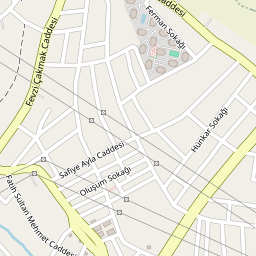 Caddesi
Ferman Sokağı
Fevzi Çakmak Caddesi
Hünkar Sokağı
Safiye Ayla Caddesi
Oluşum Sokağı
Fatih Sultan Mehmet Caddesi